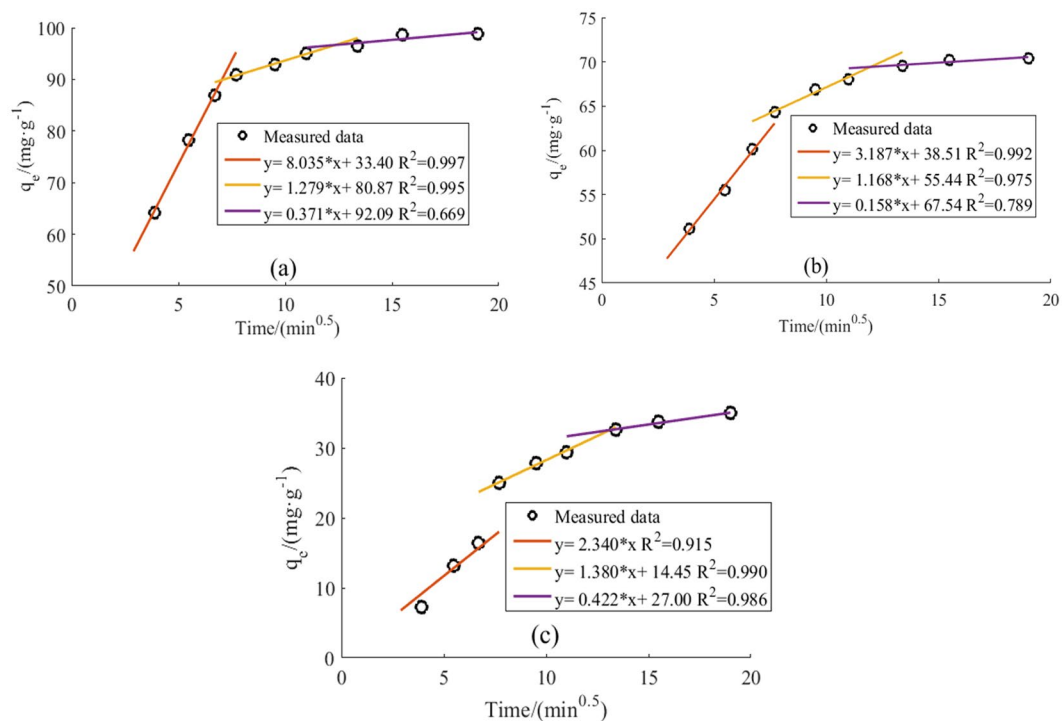 100
90
80
70
60
50
q_e/(mg·g^-1)
Measured data
y= 8.035*x+ 33.40 R^2=0.997
y= 1.279*x+ 80.87 R^2=0.995
y= 0.371*x+ 92.09 R^2=0.669
(a)
0 5 10 15 20
Time/(min^0.5)
75
70
65
60
55
50
45
q_e/(mg·g^-1)
Measured data
y= 3.187*x+ 38.51 R^2=0.992
y= 1.168*x+ 55.44 R^2=0.975
y= 0.158*x+ 67.54 R^2=0.789
(b)
0 5 10 15 20
Time/(min^0.5)
40
30
20
10
0
q_e/(mg·g^-1)
Measured data
y= 2.340*x R^2=0.915
y= 1.380*x+ 14.45 R^2=0.990
y= 0.422*x+ 27.00 R^2=0.986
(c)
0 5 10 15 20
Time/(min^0.5)